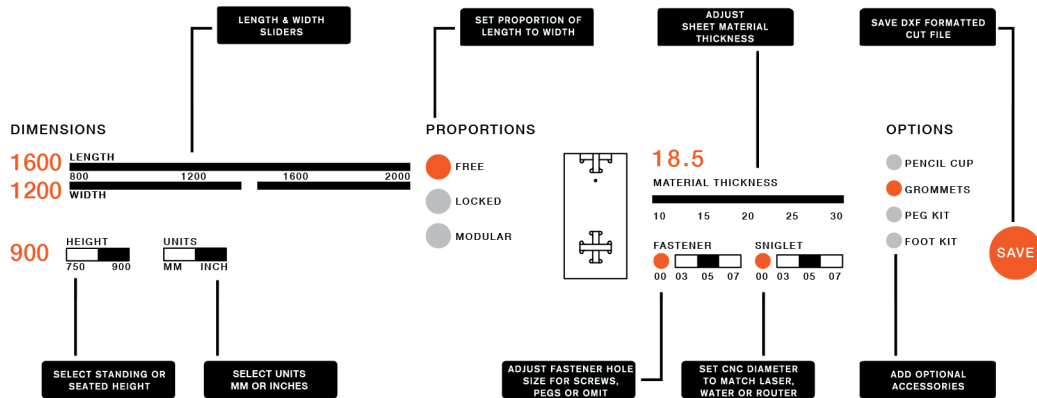 LENGTH & WIDTH
SLIDERS
SET PROPORTION OF
LENGTH TO WIDTH
ADJUST
SHEET MATERIAL
THICKNESS
SAVE DXF FORMATTED
CUT FILE
DIMENSIONS
1600
LENGTH
800 1200 1600 2000
1200
WIDTH
900
HEIGHT
750 900
UNITS
MM INCH
PROPORTIONS
FREE
LOCKED
MODULAR
18.5
MATERIAL THICKNESS
10 15 20 25 30
FASTENER
00 03 05 07
SNIGLET
00 03 05 07
OPTIONS
PENCIL CUP
GROMMETS
PEG KIT
FOOT KIT
SAVE
SELECT STANDING OR
SEATED HEIGHT
SELECT UNITS
MM OR INCHES
ADJUST FASTENER HOLE
SIZE FOR SCREWS,
PEGS OR OMIT
SET CNC DIAMETER
TO MATCH LASER,
WATER OR ROUTER
ADD OPTIONAL
ACCESSORIES